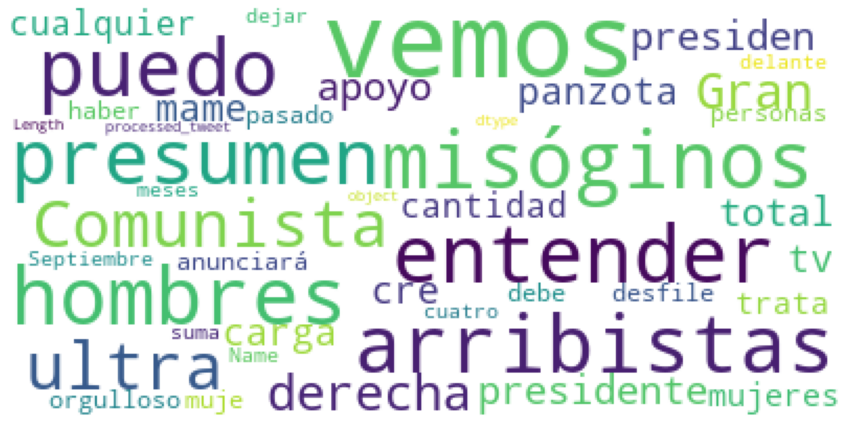 cualquier dejar vemos presiden
puedo apoyo panzota Gran delante
haber mame pasado personas
Length processed_tweet dtype
presumen misóginos
meses object
Comunista cantidad total
Septiembre anunciará entender tv
hombres cre debe desfile trata
cuatro
suma carga arribistas
ultra Name
derecha presidente mujeres
orgulloso muje